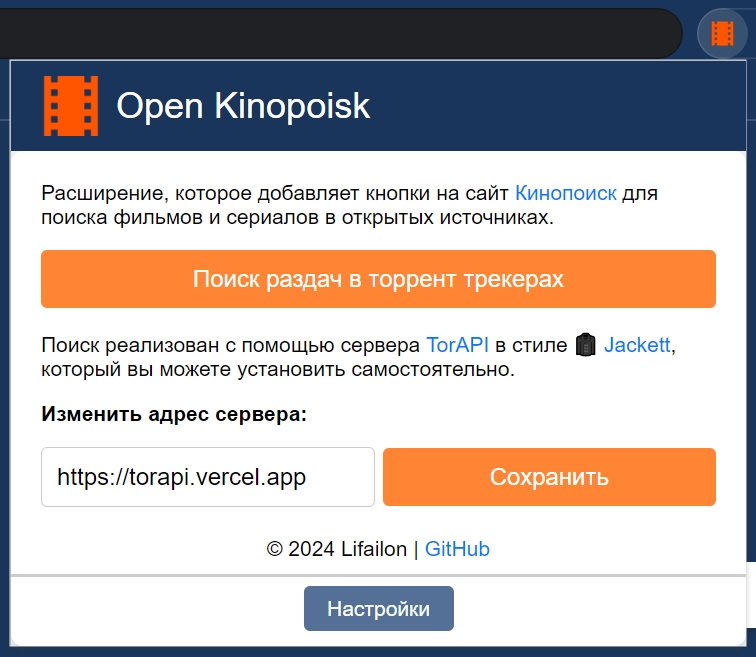 Open Kinopoisk
Расширение, которое добавляет кнопки на сайт Кинопоиск для
поиска фильмов и сериалов в открытых источниках.
Поиск раздач в торрент трекерах
Поиск реализован с помощью сервера TorAPI в стиле Jackett,
который вы можете установить самостоятельно.
Изменить адрес сервера:
https://torapi.vercel.app
Сохранить
© 2024 Lifailon | GitHub
Настройки